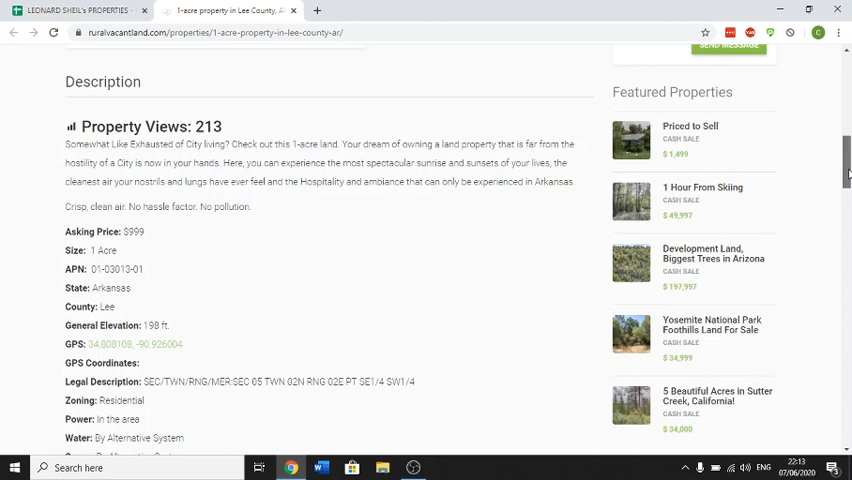 LEONARD SHEIL's PROPERTIES -
1-acre property in Lee County, A
ruralvacantland.com/properties/1-acre-property-in-lee-county-ar/
C
SEND MESSAGE
Description
Property Views: 213
Somewhat Like Exhausted of City living? Check out this 1-acre land. Your dream of owning a land property that is far from the
hostility of a City is now in your hands. Here, you can experience the most spectacular sunrise and sunsets of your lives, the
cleanest air your nostrils and lungs have ever feel and the Hospitality and ambiance that can only be experienced in Arkansas.
Crisp, clean air. No hassle factor. No pollution.
Asking Price: $999
Size: 1 Acre
APN: 01-03013-01
State: Arkansas
County: Lee
General Elevation: 198 ft.
GPS: 34.808108, -90.926004
GPS Coordinates:
Legal Description: SEC/TWN/RNG/MER:SEC 05 TWN 02N RNG 02E PT SE1/4 SW1/4
Zoning: Residential
Power: In the area
Water: By Alternative System
Featured Properties
Priced to Sell
CASH SALE
$ 1,499
1 Hour From Skiing
CASH SALE
$ 49,997
Development Land,
Biggest Trees in Arizona
CASH SALE
$ 197,997
Yosemite National Park
Foothills Land For Sale
CASH SALE
$ 34,999
5 Beautiful Acres in Sutter
Creek, California!
CASH SALE
$ 34,000
Search here
ENG
22:13
07/06/2020